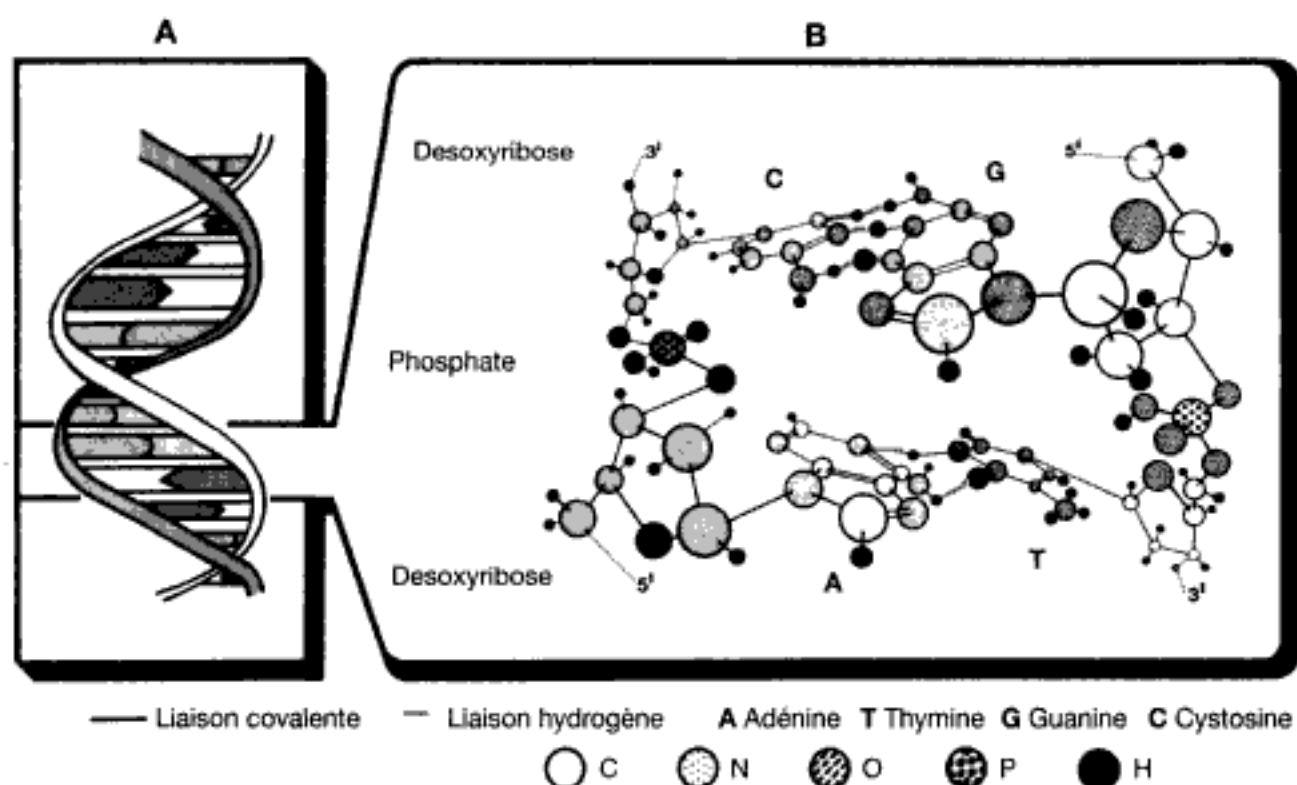 A
B
Desoxyribose
3'
C
G
5'
Phosphate
Desoxyribose
5'
A
T
3'
Liaison covalente
Liaison hydrogène
A Adénine T Thymine G Guanine C Cystosine
C N O P H